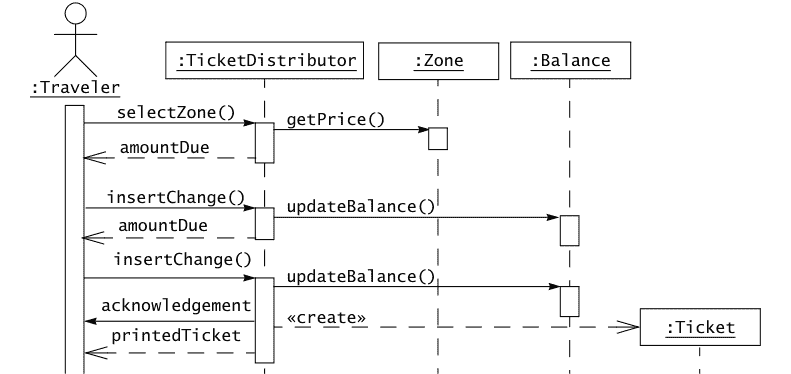 :TicketDistributor
:Zone
:Balance
:Traveler
selectZone()
getPrice()
amountDue
insertChange()
updateBalance()
amountDue
insertChange()
updateBalance()
acknowledgement
«create»
:Ticket
printedTicket